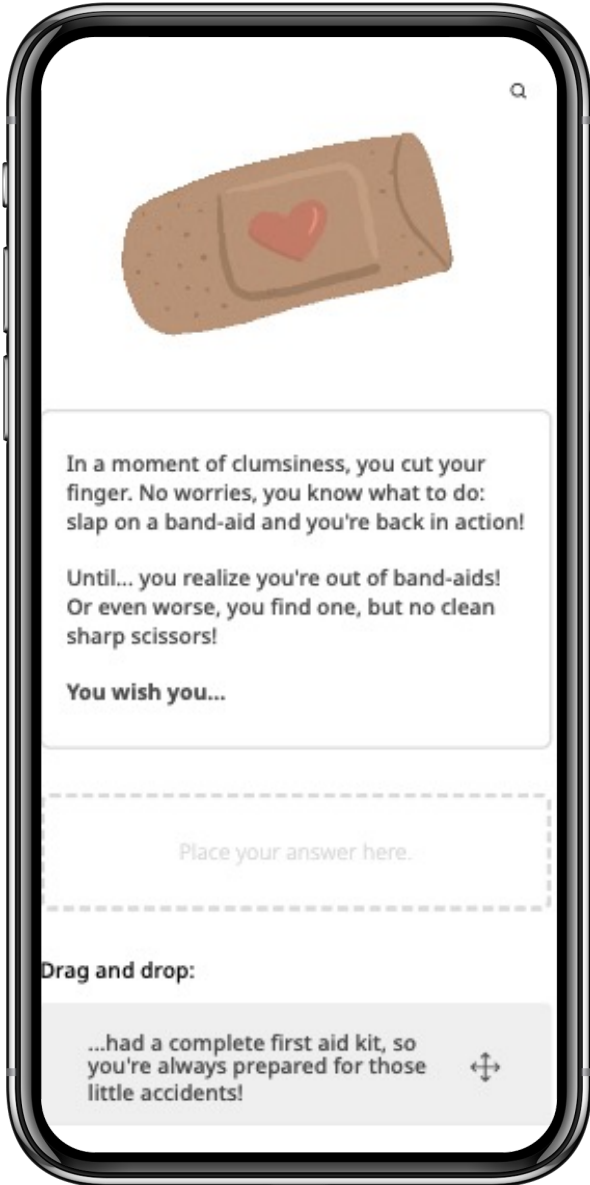 In a moment of clumsiness, you cut your
finger. No worries, you know what to do:
slap on a band-aid and you're back in action!
Until... you realize you're out of band-aids!
Or even worse, you find one, but no clean
sharp scissors!
You wish you...
Place your answer here.
Drag and drop:
...had a complete first aid kit, so
you're always prepared for those
little accidents!